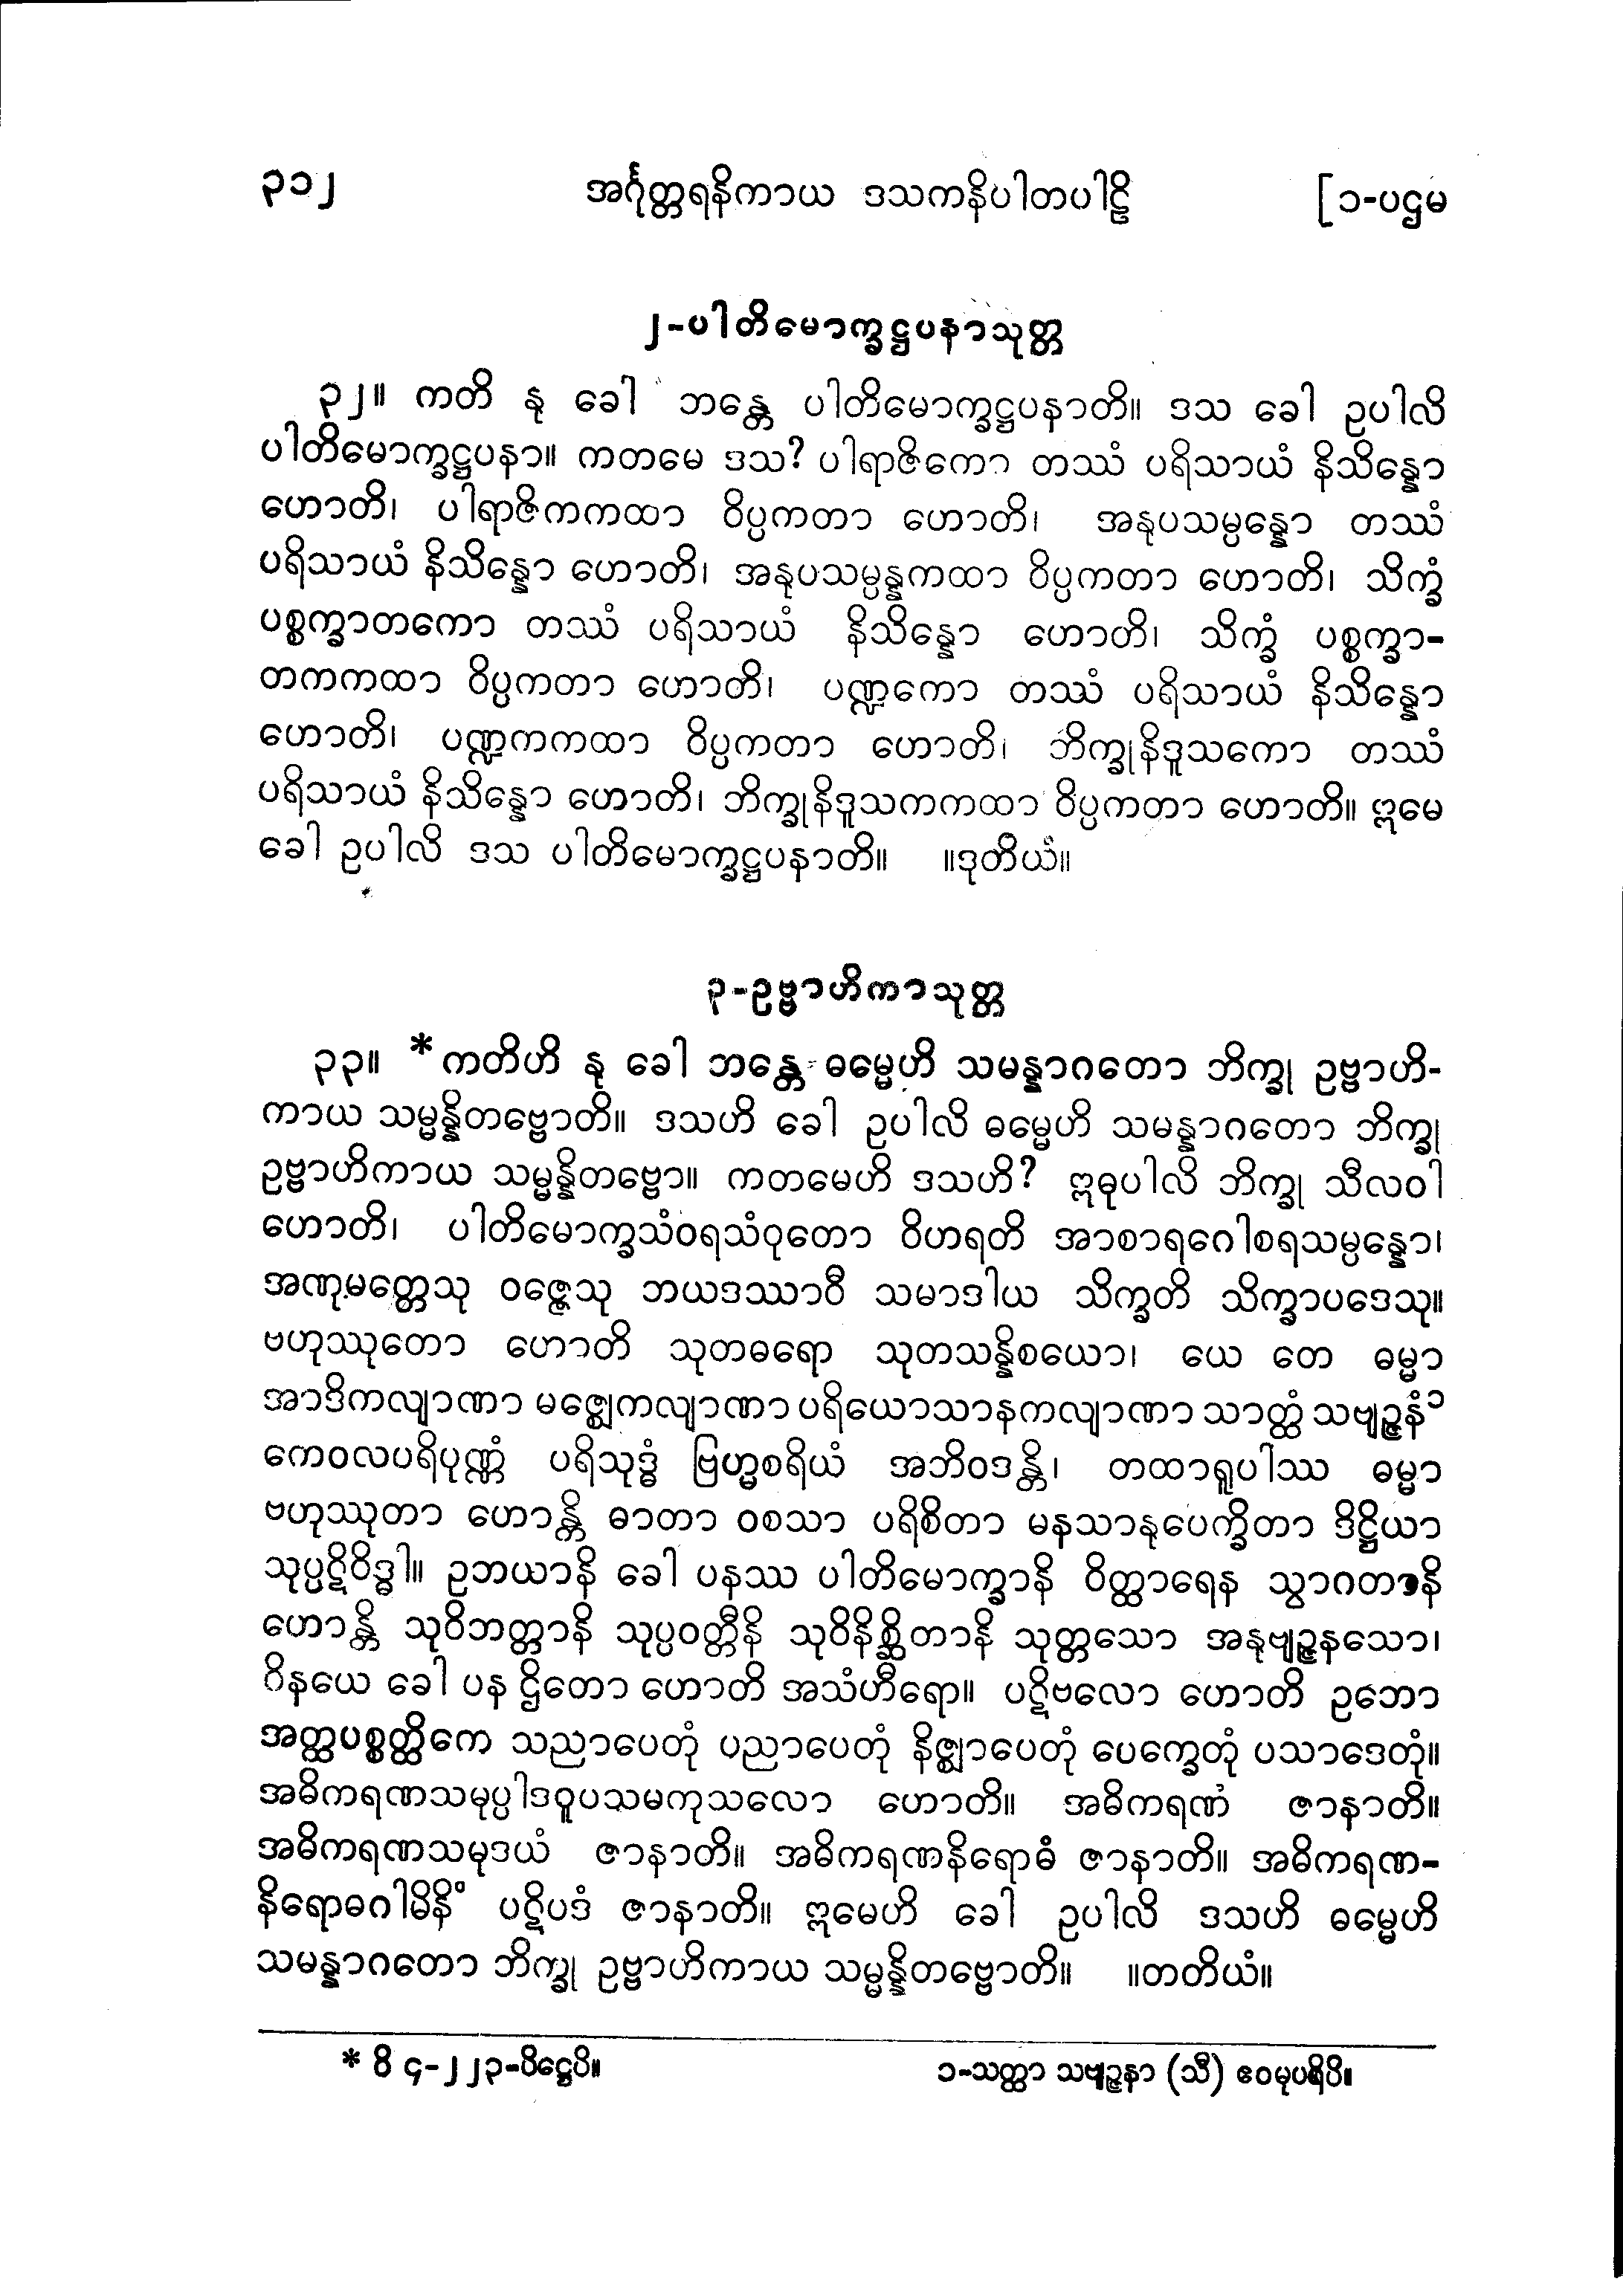 ၃၁၂ အင်္ဂုတ္တရနိကာယ ဒသကနိပါတပါဠိ [၁-ပဌမ
၂-ပါတိမောက္ခဋ္ဌပနာသုတ္တ
၃၂။ ကတိ နု ခေါ ဘန္တေ ပါတိမောက္ခဋ္ဌပနာတိ။ ဒသ ခေါ ဥပါလိ
ပါတိမောက္ခဋ္ဌပနာ။ ကတမေ ဒသ? ပါရာဇိကော တဿံ ပရိသာယံ နိသိန္နော
ဟောတိ၊ ပါရာဇိကကထာ ဝိပ္ပကတာ ဟောတိ၊ အနုပသမ္ပန္နော တဿံ
ပရိသာယံ နိသိန္နော ဟောတိ၊ အနုပသမ္ပန္နကထာ ဝိပ္ပကတာ ဟောတိ၊ သိက္ခံ
ပစ္စက္ခာတကော တဿံ ပရိသာယံ နိသိန္နော ဟောတိ၊ သိက္ခံ ပစ္စက္ခာ-
တကကထာ ဝိပ္ပကတာ ဟောတိ၊ ပဏ္ဍကော တဿံ ပရိသာယံ နိသိန္နော
ဟောတိ၊ ပဏ္ဍကကထာ ဝိပ္ပကတာ ဟောတိ၊ ဘိက္ခုနိဒူသကော တဿံ
ပရိသာယံ နိသိန္နော ဟောတိ၊ ဘိက္ခုနိဒူသကကထာ ဝိပ္ပကတာ ဟောတိ။ ဣမေ
ခေါ ဥပါလိ ဒသ ပါတိမောက္ခဋ္ဌပနာတိ။ ။ဒုတိယံ။
၃-ဥဗ္ဗာဟိကာသုတ္တ
၃၃။ *ကတိဟိ နု ခေါ ဘန္တေ ဓမ္မေဟိ သမန္နာဂတော ဘိက္ခု ဥဗ္ဗာဟိ-
ကာယ သမ္မန္နိတဗ္ဗောတိ။ ဒသဟိ ခေါ ဥပါလိ ဓမ္မေဟိ သမန္နာဂတော ဘိက္ခု
ဥဗ္ဗာဟိကာယ သမ္မန္နိတဗ္ဗော။ ကတမေဟိ ဒသဟိ? ဣဓုပါလိ ဘိက္ခု သီလဝါ
ဟောတိ၊ ပါတိမောက္ခသံဝရသံဝုတော ဝိဟရတိ အာစာရဂေါစရသမ္ပန္နော၊
အဏုမတ္တေသု ဝဇ္ဇေသု ဘယဒဿာဝီ သမာဒါယ သိက္ခတိ သိက္ခာပဒေသု။
ဗဟုဿုတော ဟောတိ သုတဓရော သုတသန္နိစယော၊ ယေ တေ ဓမ္မာ
အာဒိကလျာဏာ မဇ္ဈေကလျာဏာ ပရိယောသာနကလျာဏာ သာတ္ထံ သဗျဉ္ဇနံ၁
ကေဝလပရိပုဏ္ဏံ ပရိသုဒ္ဓံ ဗြဟ္မစရိယံ အဘိဝဒန္တိ၊ တထာရူပါဿ ဓမ္မာ
ဗဟုဿုတာ ဟောန္တိ ဓာတာ ဝစသာ ပရိစိတာ မနသာနုပေက္ခိတာ ဒိဋ္ဌိယာ
သုပ္ပဋိဝိဒ္ဓါ။ ဥဘယာနိ ခေါ ပနဿ ပါတိမောက္ခာနိ ဝိတ္ထာရေန သွာဂတာနိ
ဟောန္တိ သုဝိဘတ္တာနိ သုပ္ပဝတ္တီနိ သုဝိနိစ္ဆိတာနိ သုတ္တသော အနုဗျဉ္ဇနသော၊
ဝိနယေ ခေါ ပန ဌိတော ဟောတိ အသံဟီရော။ ပဋိဗလော ဟောတိ ဥဘော
အတ္ထပစ္စတ္ထိကေ သညာပေတုံ ပညာပေတုံ နိဇ္ဈာပေတုံ ပေက္ခေတုံ ပသာဒေတုံ။
အဓိကရဏသမုပ္ပါဒဝူပသမကုသလော ဟောတိ။ အဓိကရဏံ ဇာနာတိ။
အဓိကရဏသမုဒယံ ဇာနာတိ။ အဓိကရဏနိရောဓံ ဇာနာတိ။ အဓိကရဏ-
နိရောဓဂါမိနိံ ပဋိပဒံ ဇာနာတိ။ ဣမေဟိ ခေါ ဥပါလိ ဒသဟိ ဓမ္မေဟိ
သမန္နာဂတော ဘိက္ခု ဥဗ္ဗာဟိကာယ သမ္မန္နိတဗ္ဗောတိ။ ။တတိယံ။
* ဝိ ၄-၂၂၃-ပိဋ္ဌေပိ။ ၁-သတ္ထာ သဗျဉ္ဇနာ (သီ) ဧဝမုပရိပိ။